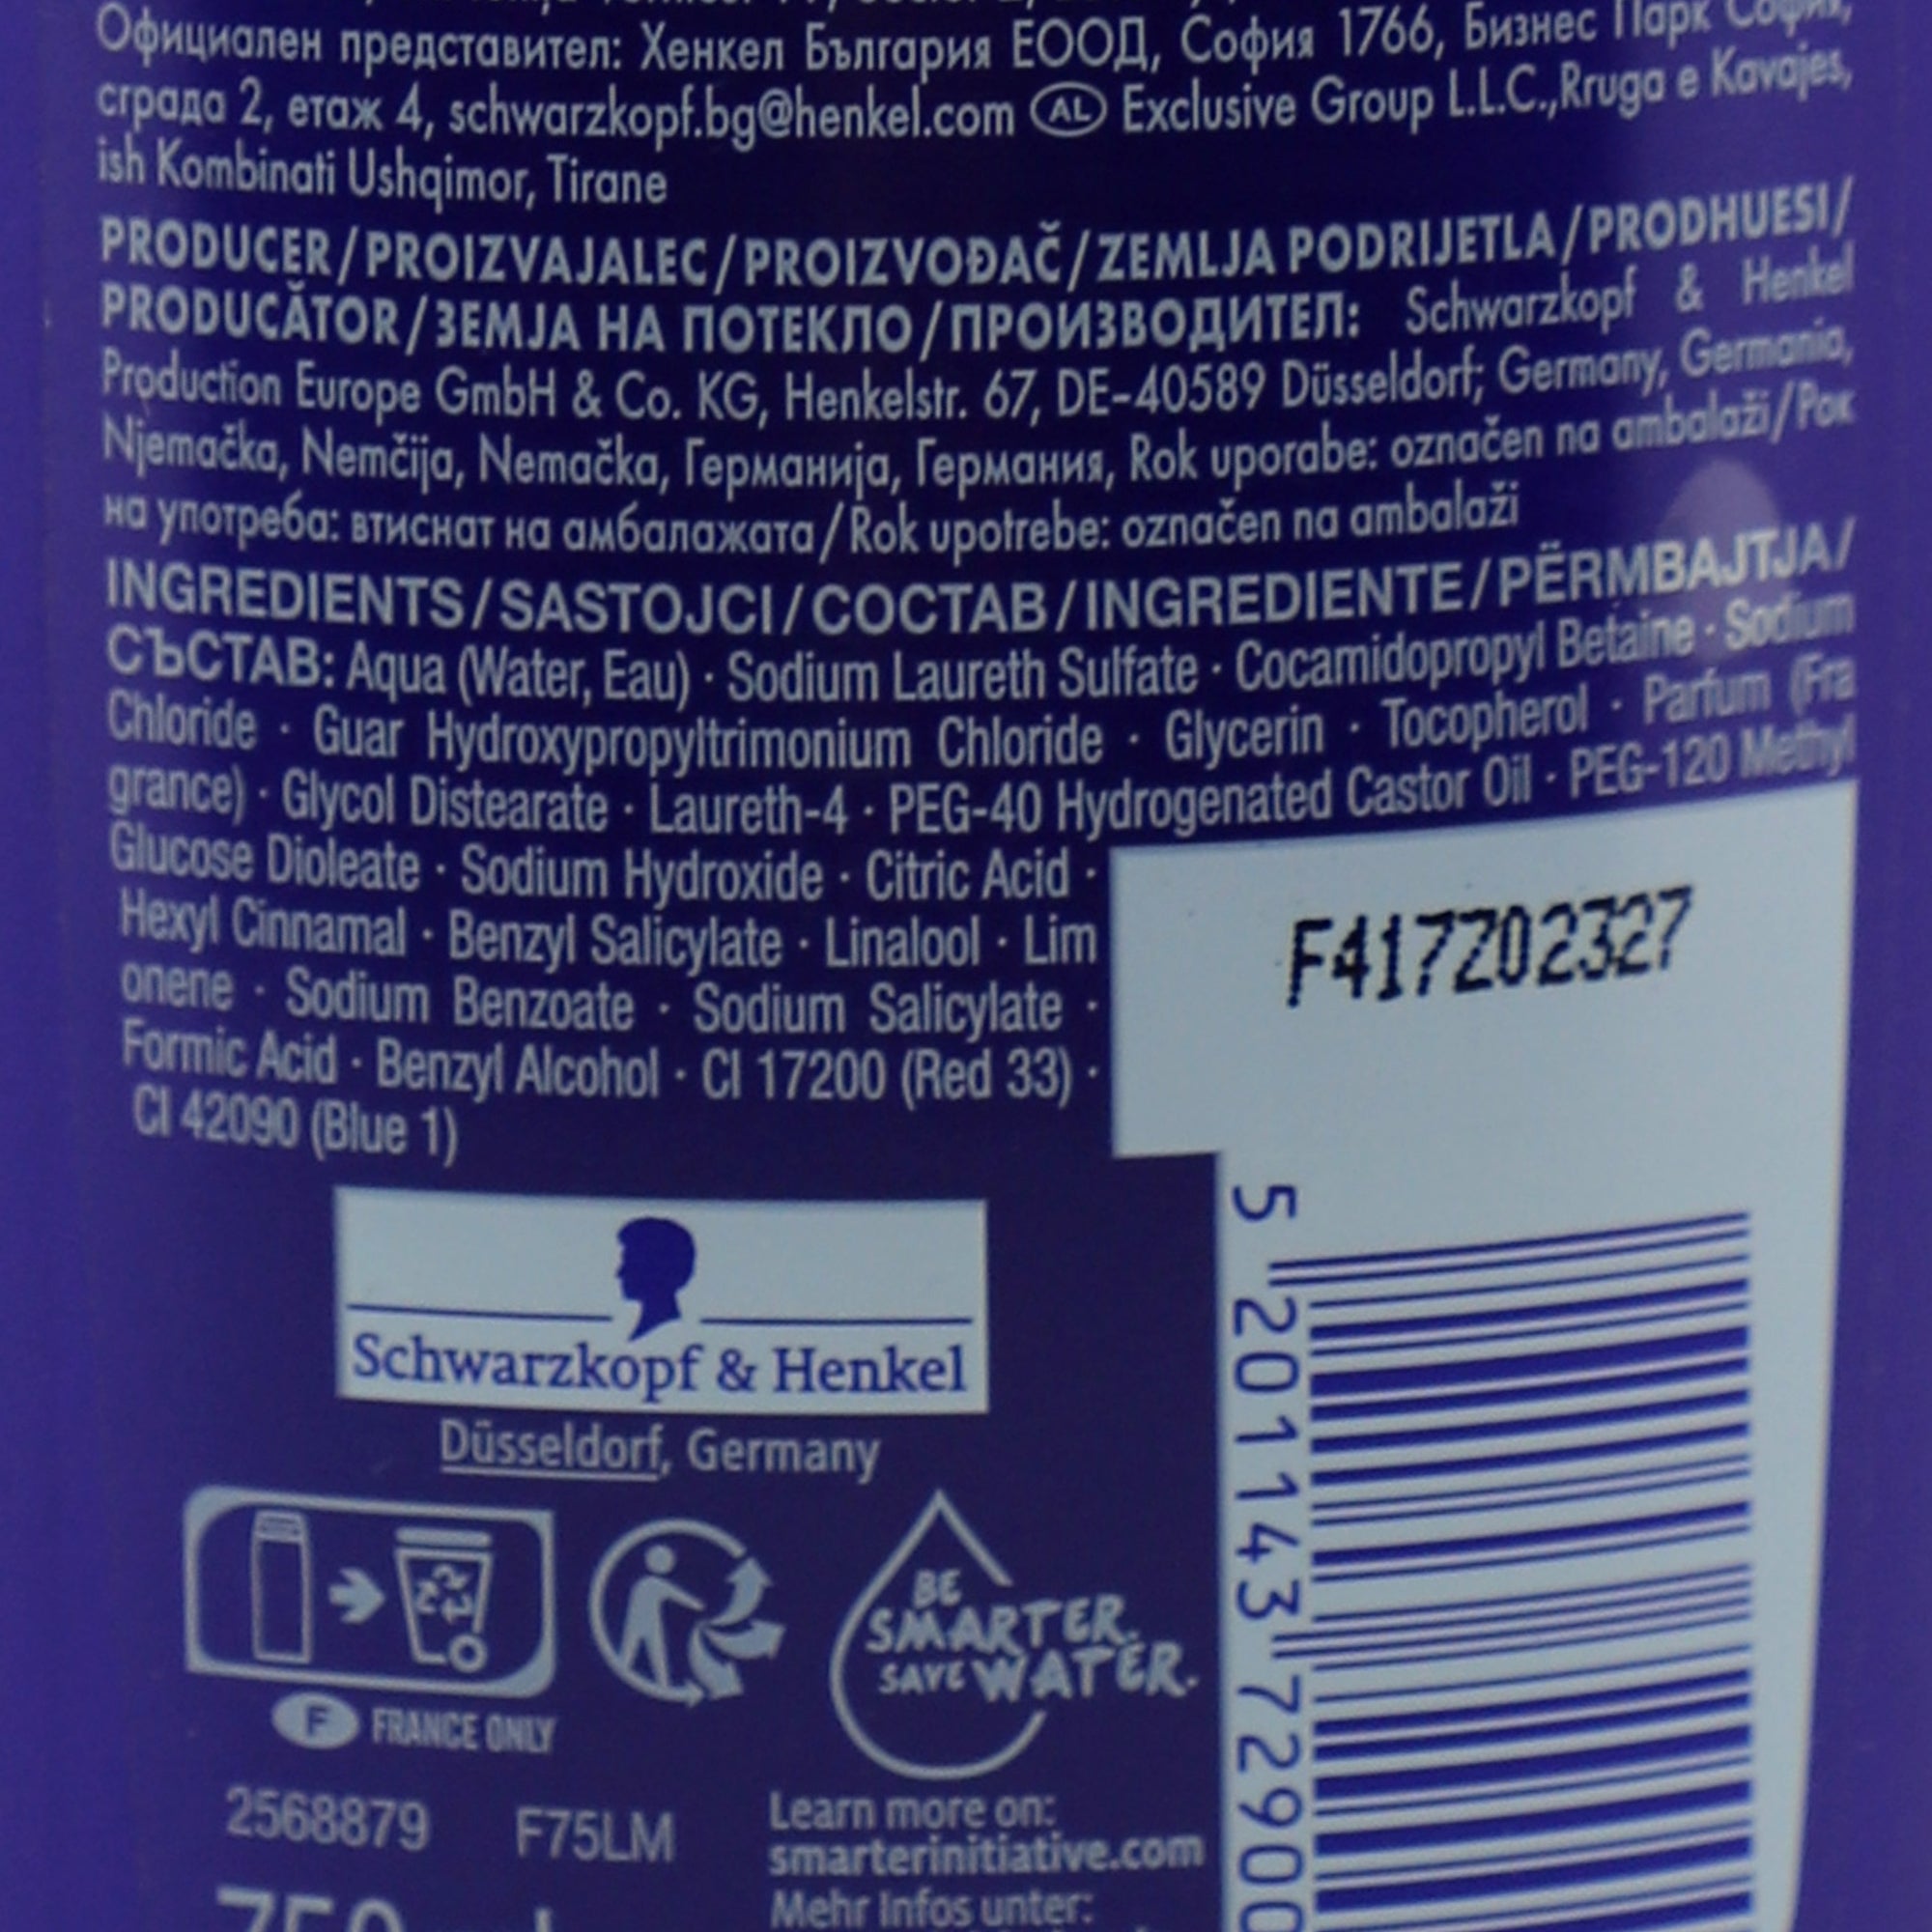 Официален представител: Хенкел България ЕООД, София 1766, Бизнес Парк София,
сграда 2, етаж 4, schwarzkopf.bg@henkel.com AL Exclusive Group L.L.C.,Rruga e Kavajes,
ish Kombinati Ushqimor, Tirane
PRODUCER/PROIZVAJALEC/PROIZVOĐAČ/ZEMLJA PODRIJETLA/PRODHUESI/
PRODUCĂTOR/ЗЕМЈА НА ПОТЕКЛО/ПРОИЗВОДИТЕЛ: Schwarzkopf & Henkel
Production Europe GmbH & Co. KG, Henkelstr. 67, DE-40589 Düsseldorf; Germany, Germania,
Njemačka, Nemčija, Nemačka, Германија, Германия, Rok uporabe: označen na ambalaži/Рок
на употреба: втиснат на амбалажата/Rok upotrebe: označen na ambalaži
INGREDIENTS/SASTOJCI/COCTAB/INGREDIENTE/PËRMBAJTJA/
СЪСТАВ: Aqua (Water, Eau) · Sodium Laureth Sulfate · Cocamidopropyl Betaine · Sodium
Chloride · Guar Hydroxypropyltrimonium Chloride · Glycerin · Tocopherol · Parfum (Fra
grance) · Glycol Distearate · Laureth-4 · PEG-40 Hydrogenated Castor Oil · PEG-120 Methyl
Glucose Dioleate · Sodium Hydroxide · Citric Acid ·
Hexyl Cinnamal · Benzyl Salicylate · Linalool · Lim
onene · Sodium Benzoate · Sodium Salicylate ·
Formic Acid · Benzyl Alcohol · CI 17200 (Red 33) ·
CI 42090 (Blue 1)
F417202327
Schwarzkopf & Henkel
Düsseldorf, Germany
BE
SMARTER.
SAVE WATER.
F FRANCE ONLY
2568879 F75LM
Learn more on:
smarterinitiative.com
Mehr Infos unter:
750 ml
5 201143 72900